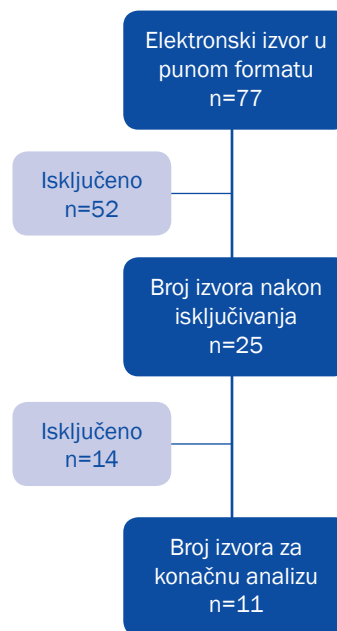 Elektronski izvor u
punom formatu
n=77
Isključeno
n=52
Broj izvora nakon
isključivanja
n=25
Isključeno
n=14
Broj izvora za
konačnu analizu
n=11